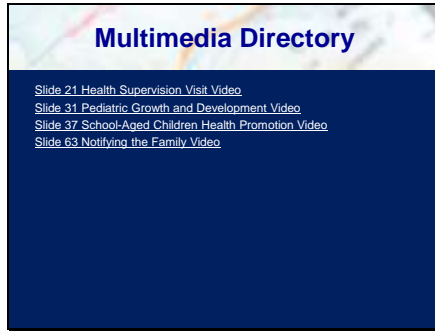 Multimedia Directory
Slide 21 Health Supervision Visit Video
Slide 31 Pediatric Growth and Development Video
Slide 37 School-Aged Children Health Promotion Video
Slide 63 Notifying the Family Video